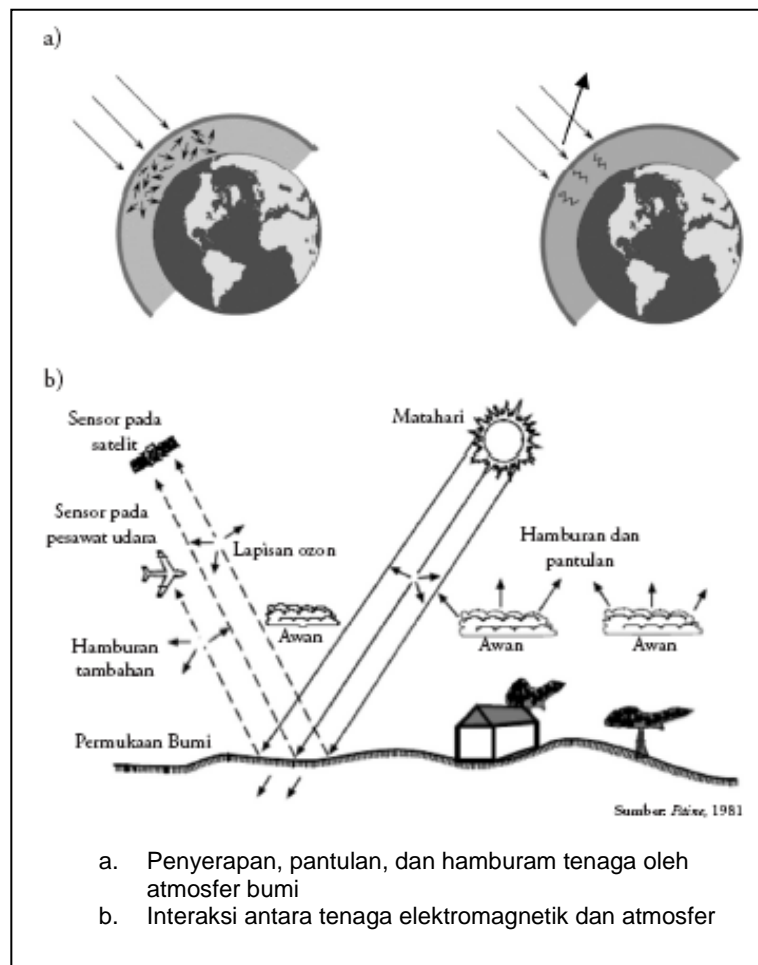 a)
b)
Sensor pada
satelit
Matahari
Sensor pada
pesawat udara
Lapisan ozon
Hamburan dan
pantulan
Awan
Awan
Awan
Hamburan
tambahan
Permukaan Bumi
Sumber: 1981
a. Penyerapan, pantulan, dan hamburam tenaga oleh
atmosfer bumi
b. Interaksi antara tenaga elektromagnetik dan atmosfer